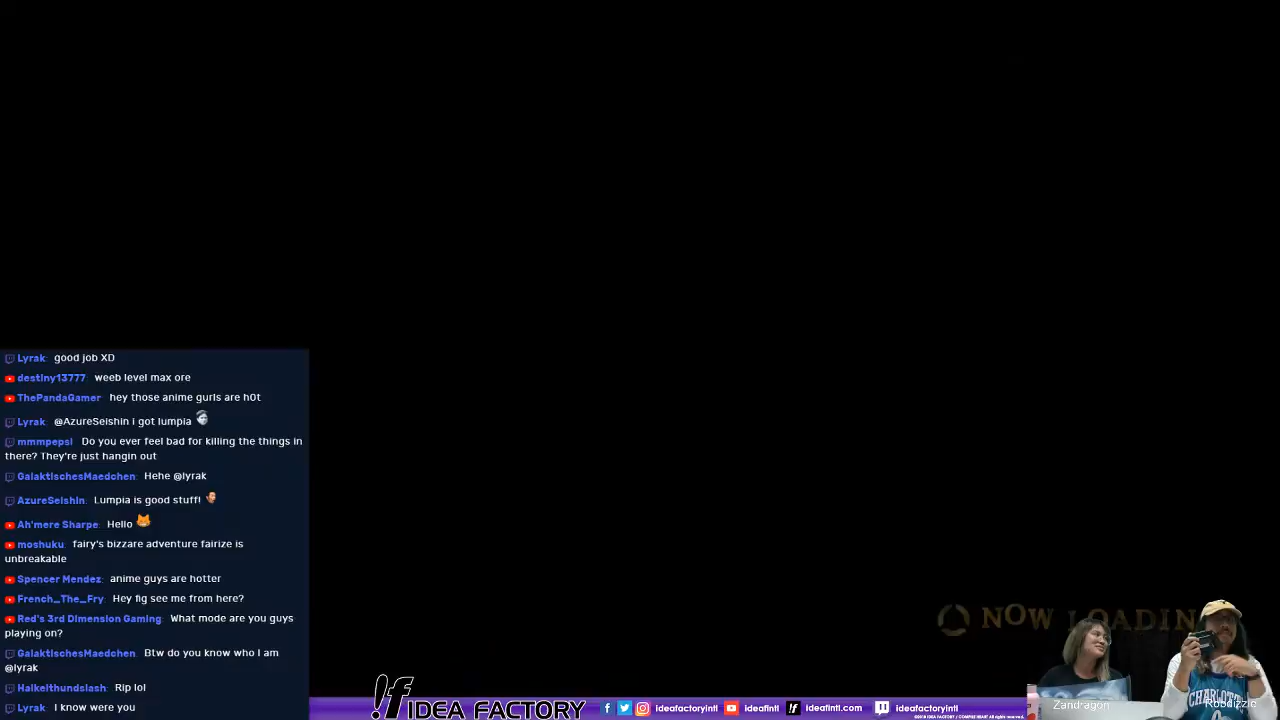 Lyrak: good job XD
destiny13777: weeb level max ore
ThePandaGamer: hey those anime gurls are h0t
Lyrak: @AzureSeishin i got lumpia
mmmpepsi: Do you ever feel bad for killing the things in
there? They're just hangin out
GalaktischesMaedchen: Hehe @lyrak
AzureSeishin: Lumpia is good stuff!
Ah'mere Sharpe: Hello
moshuku: fairy's bizzare adventure fairize is
unbreakable
Spencer Mendez: anime guys are hotter
French_The_Fry: Hey fig see me from here?
Red's 3rd Dimension Gaming: What mode are you guys
playing on?
GalaktischesMaedchen: Btw do you know who I am
@lyrak
Haikeithundslash: Rip lol
Lyrak: I know were you
NOW LOADIN
Zandragon
Robdizzle
CHARLOTTE
!f IDEA FACTORY
ideafactoryintl
ideafintl
!f
ideafintl.com
ideafactoryintl